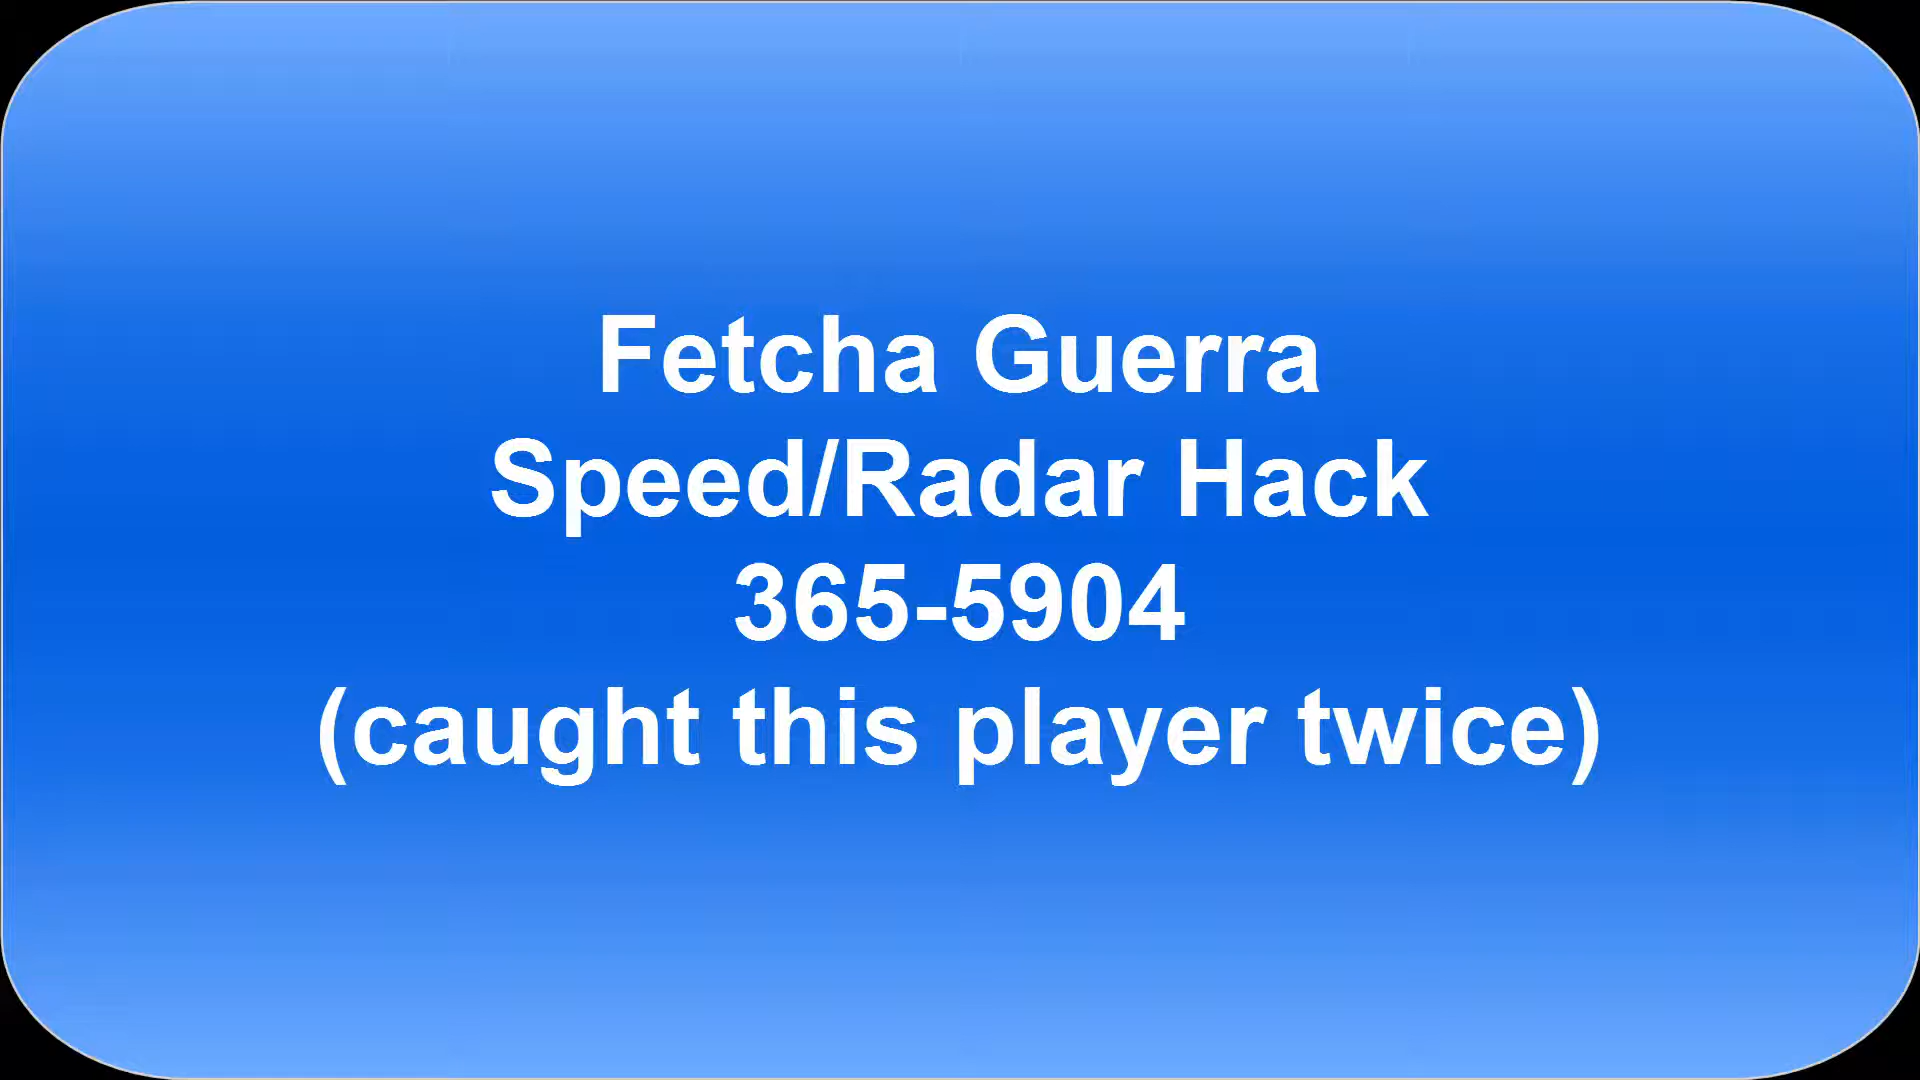 Fetcha Guerra
Speed/Radar Hack
365-5904
(caught this player twice)